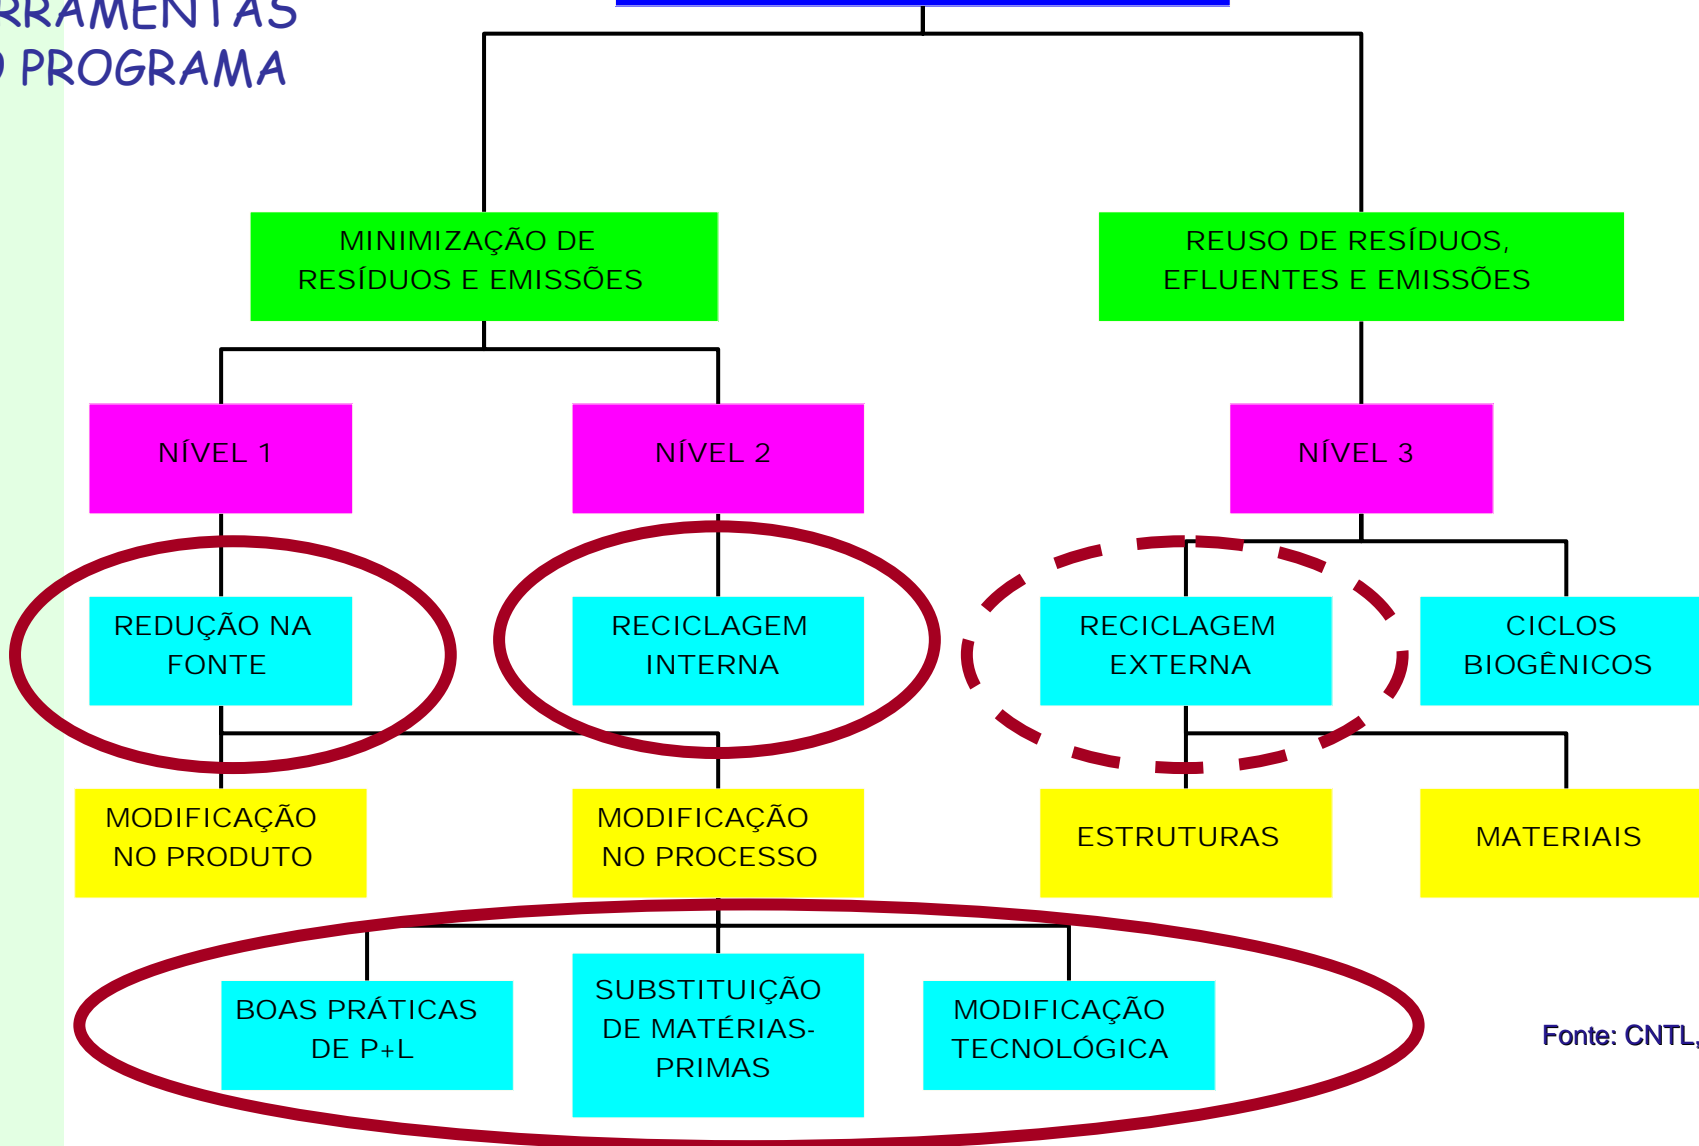 PROGRAMA
MINIMIZAÇÃO DE
RESÍDUOS E EMISSÕES
REUSO DE RESÍDUOS,
EFLUENTES E EMISSÕES
NÍVEL 1
NÍVEL 2
NÍVEL 3
REDUÇÃO NA
FONTE
RECICLAGEM
INTERNA
RECICLAGEM
EXTERNA
CICLOS
BIOGÊNICOS
MODIFICAÇÃO
NO PRODUTO
MODIFICAÇÃO
NO PROCESSO
ESTRUTURAS
MATERIAIS
BOAS PRÁTICAS
DE P+L
SUBSTITUIÇÃO
DE MATÉRIAS-
PRIMAS
MODIFICAÇÃO
TECNOLÓGICA
Fonte: CNTL,